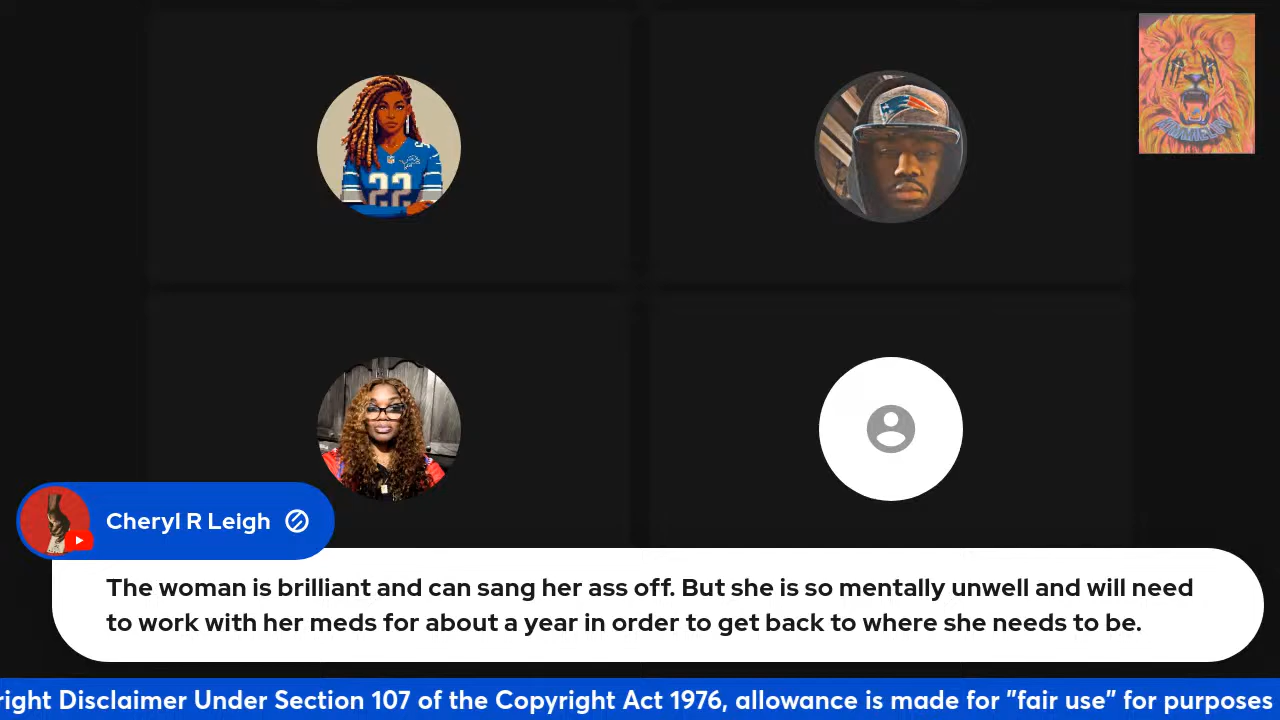 22
Cheryl R Leigh
The woman is brilliant and can sang her ass off. But she is so mentally unwell and will need
to work with her meds for about a year in order to get back to where she needs to be.
right Disclaimer Under Section 107 of the Copyright Act 1976, allowance is made for "fair use" for purposes